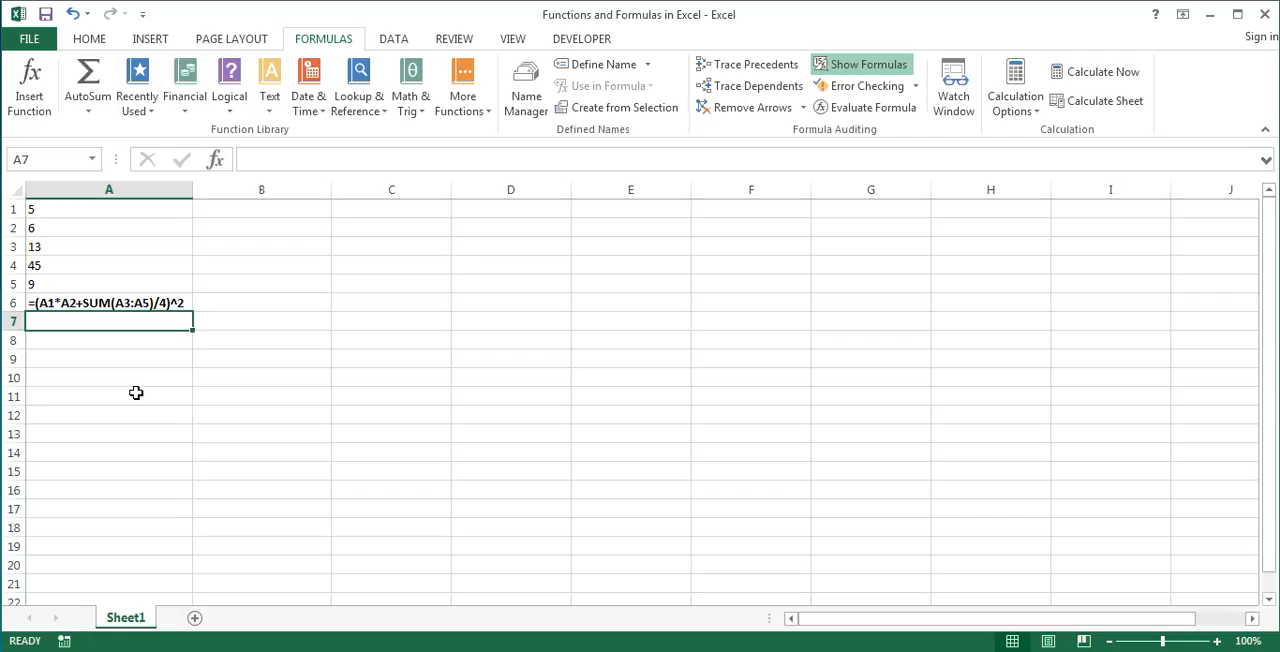 Functions and Formulas in Excel - Excel
?
FILE HOME INSERT PAGE LAYOUT FORMULAS DATA REVIEW VIEW DEVELOPER Sign in
Insert Function
AutoSum
Recently Used
Financial
Logical
Text
Date & Time
Lookup & Reference
Math & Trig
More Functions
Function Library
Name Manager
Define Name
Use in Formula
Create from Selection
Defined Names
Trace Precedents
Trace Dependents
Remove Arrows
Show Formulas
Error Checking
Evaluate Formula
Formula Auditing
Watch Window
Calculation Options
Calculate Now
Calculate Sheet
Calculation
A7 fx
A B C D E F G H I J
1 5
2 6
3 13
4 45
5 9
6 =(A1*A2+SUM(A3:A5)/4)^2
7
8
9
10
11
12
13
14
15
16
17
18
19
20
21
22
Sheet1
READY 100%